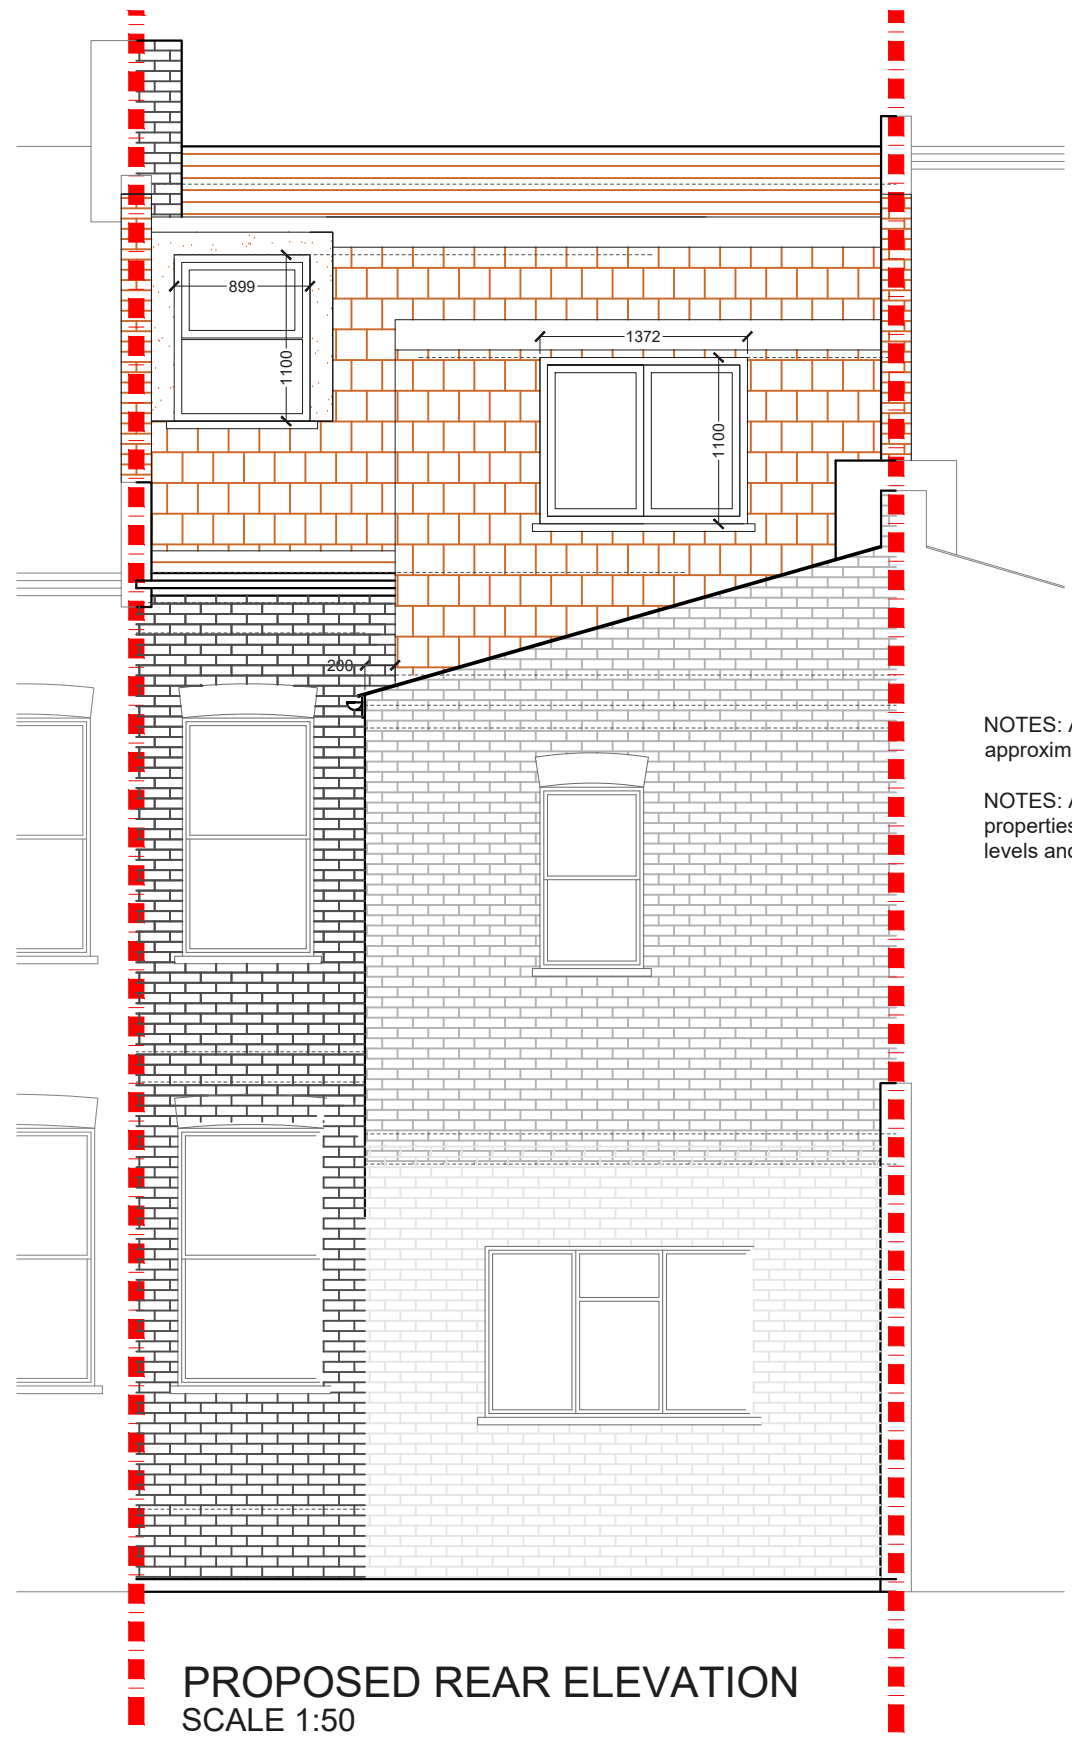 899
1100
1372
1100
200
NOTES: A
approxim
NOTES: A
properties
levels and
PROPOSED REAR ELEVATION
SCALE 1:50